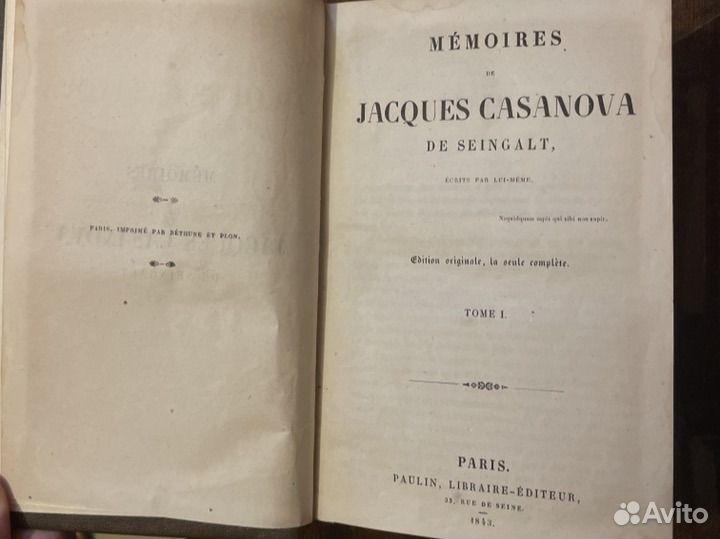 PARIS, IMPRIMÉ PAR BÉTHUNE ET PLON.
MÉMOIRES
DE
JACQUES CASANOVA
DE SEINGALT,
ÉCRITS PAR LUI-MÊME.
Nequidquam sapit qui sibi non sapit.
Edition originale, la seule complète.
TOME I.
PARIS.
PAULIN, LIBRAIRE-ÉDITEUR,
33, RUE DE SEINE.
1843.
Avito